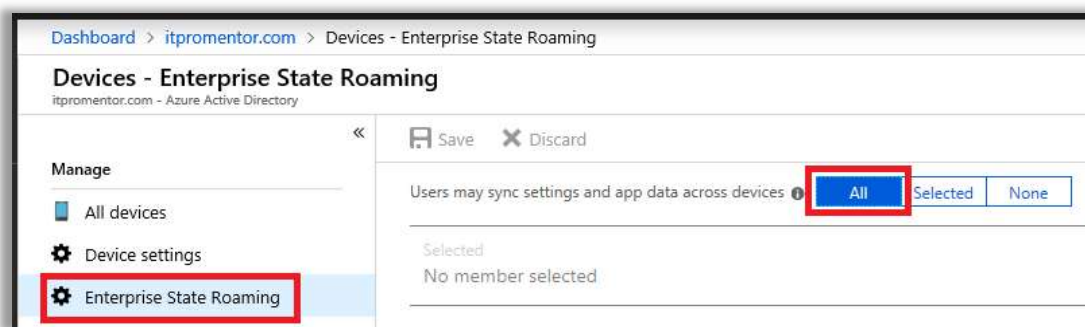 Dashboard > itpromentor.com > Devices - Enterprise State Roaming
Devices - Enterprise State Roaming
itpromentor.com - Azure Active Directory
«
Save Discard
Manage
Users may sync settings and app data across devices All Selected None
All devices
Device settings
Selected
No member selected
Enterprise State Roaming